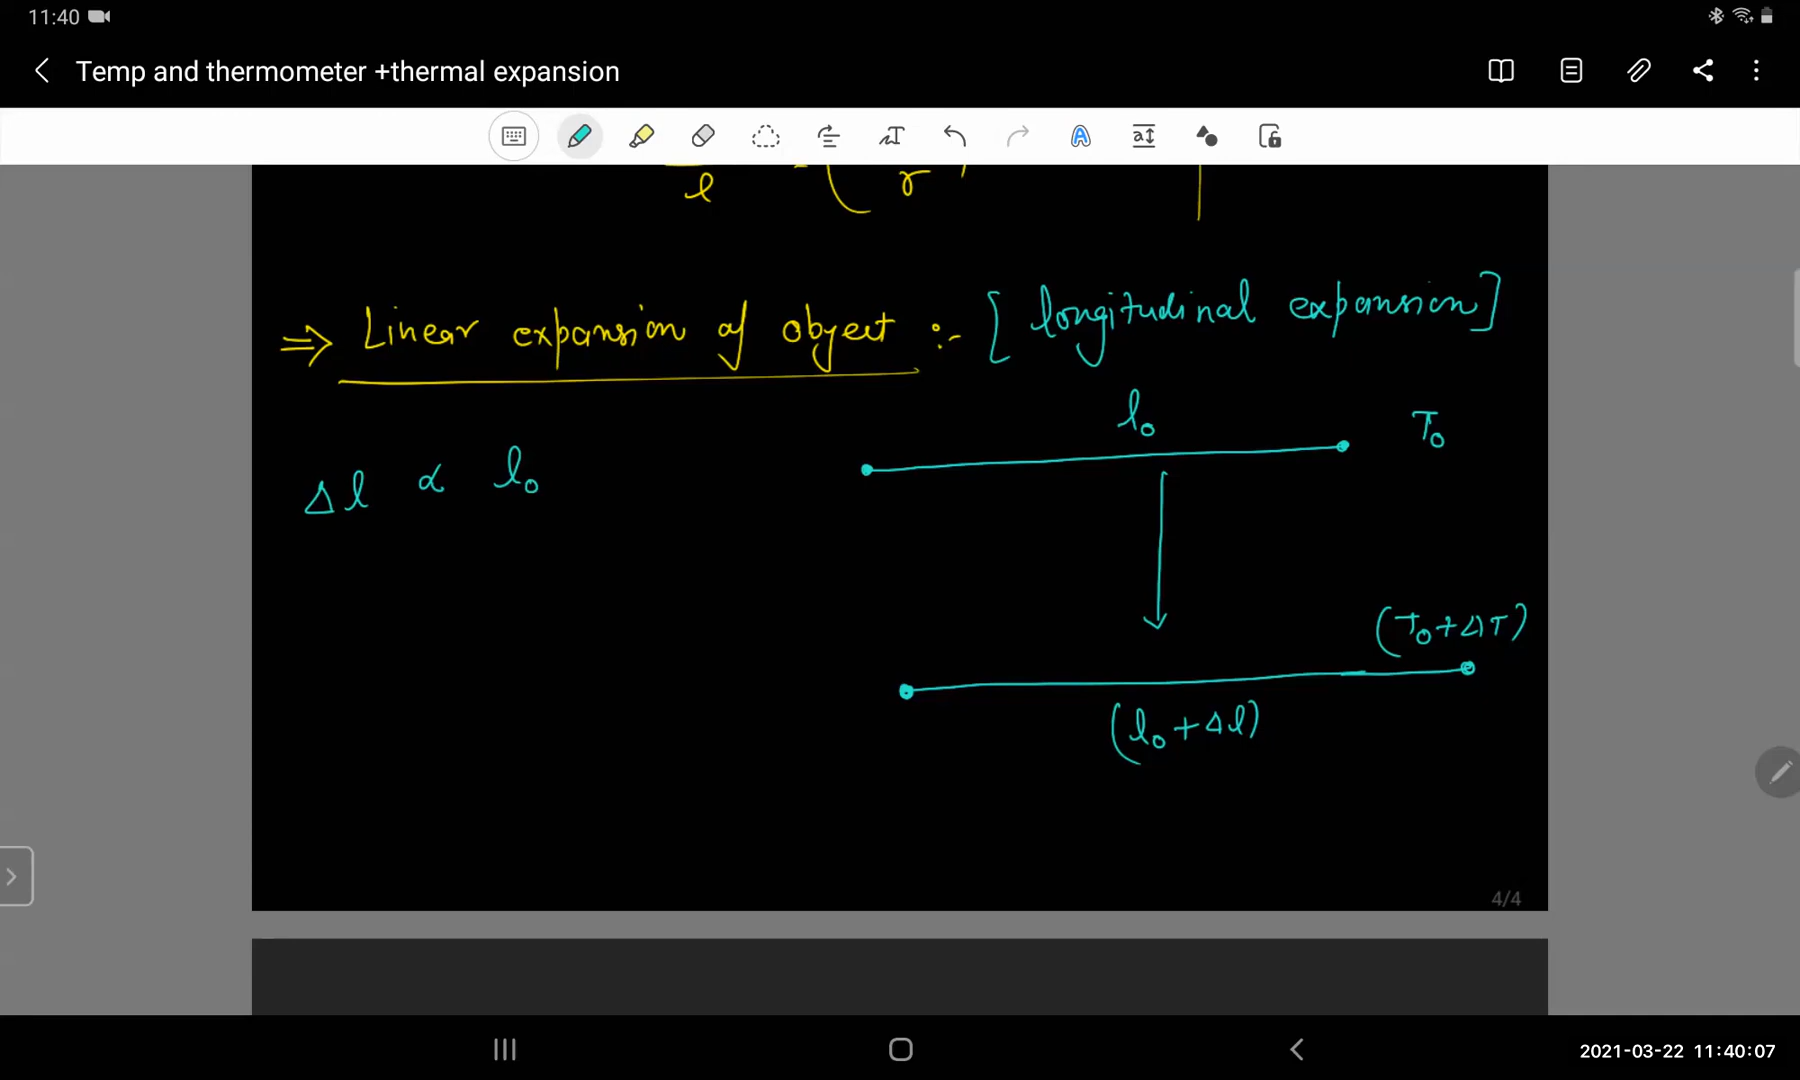 11:40
Temp and thermometer +thermal expansion
l
r
⇒ Linear expansion of object :- [longitudinal expansion]
l₀ T₀
Δl ∝ l₀
(T₀+ΔT)
(l₀+Δl)
4/4
2021-03-22 11:40:07